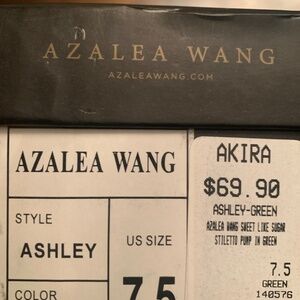 AZALEA WANG
AZALEAWANG.COM
AZALEA WANG
STYLE
ASHLEY
US SIZE
COLOR
7.5
AKIRA
$69.90
ASHLEY-GREEN
AZALEA WANG SWEET LIKE SUGAR
STILETTO PUMP IN GREEN
7.5
GREEN
140576